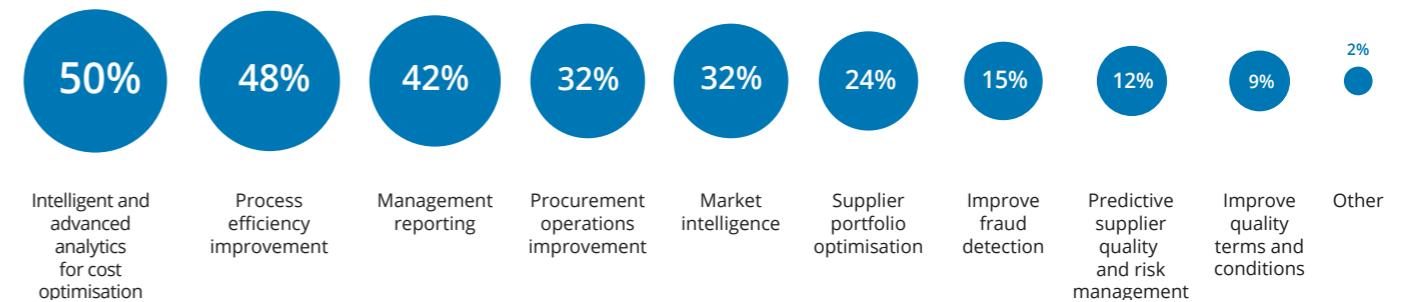 50%
48%
42%
32%
32%
24%
15%
12%
9%
2%
Intelligent and
advanced
analytics
for cost
optimisation
Process
efficiency
improvement
Management
reporting
Procurement
operations
improvement
Market
intelligence
Supplier
portfolio
optimisation
Improve
fraud
detection
Predictive
supplier
quality
and risk
management
Improve
quality
terms and
conditions
Other